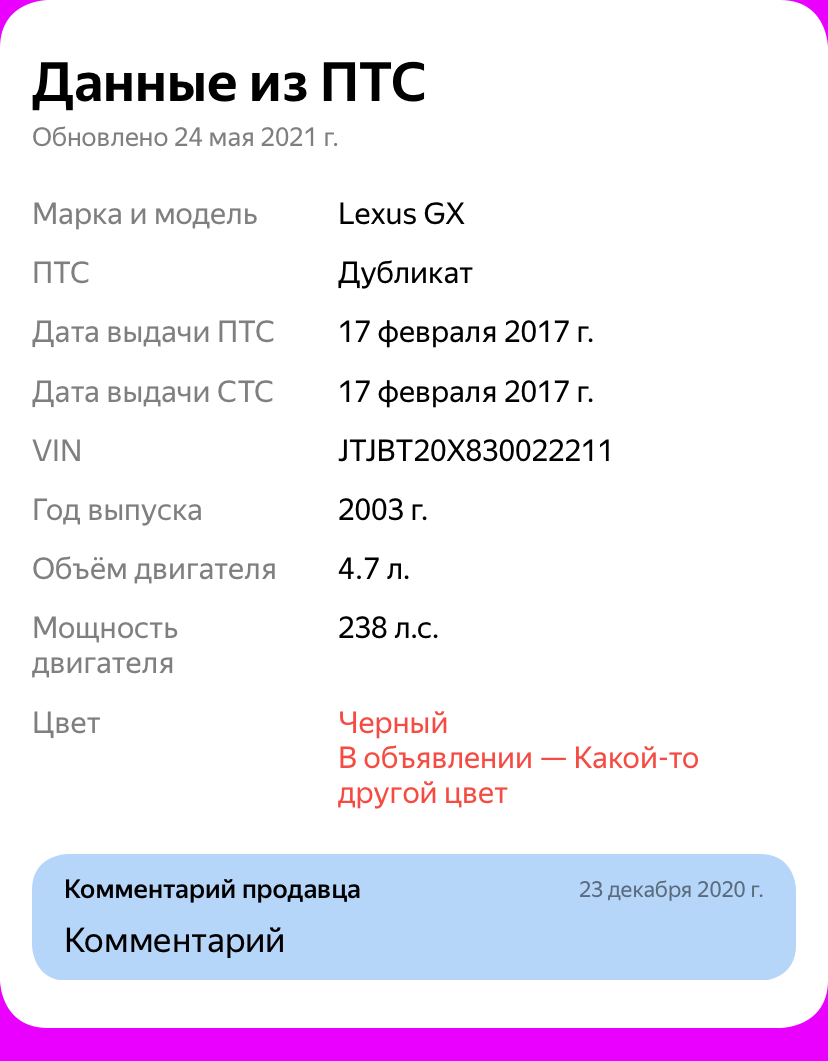 Данные из ПТС
Обновлено 24 мая 2021 г.
Марка и модель Lexus GX
ПТС Дубликат
Дата выдачи ПТС 17 февраля 2017 г.
Дата выдачи СТС 17 февраля 2017 г.
VIN JTJBT20X830022211
Год выпуска 2003 г.
Объём двигателя 4.7 л.
Мощность 238 л.с.
двигателя
Цвет Черный
В объявлении — Какой-то
другой цвет
Комментарий продавца 23 декабря 2020 г.
Комментарий